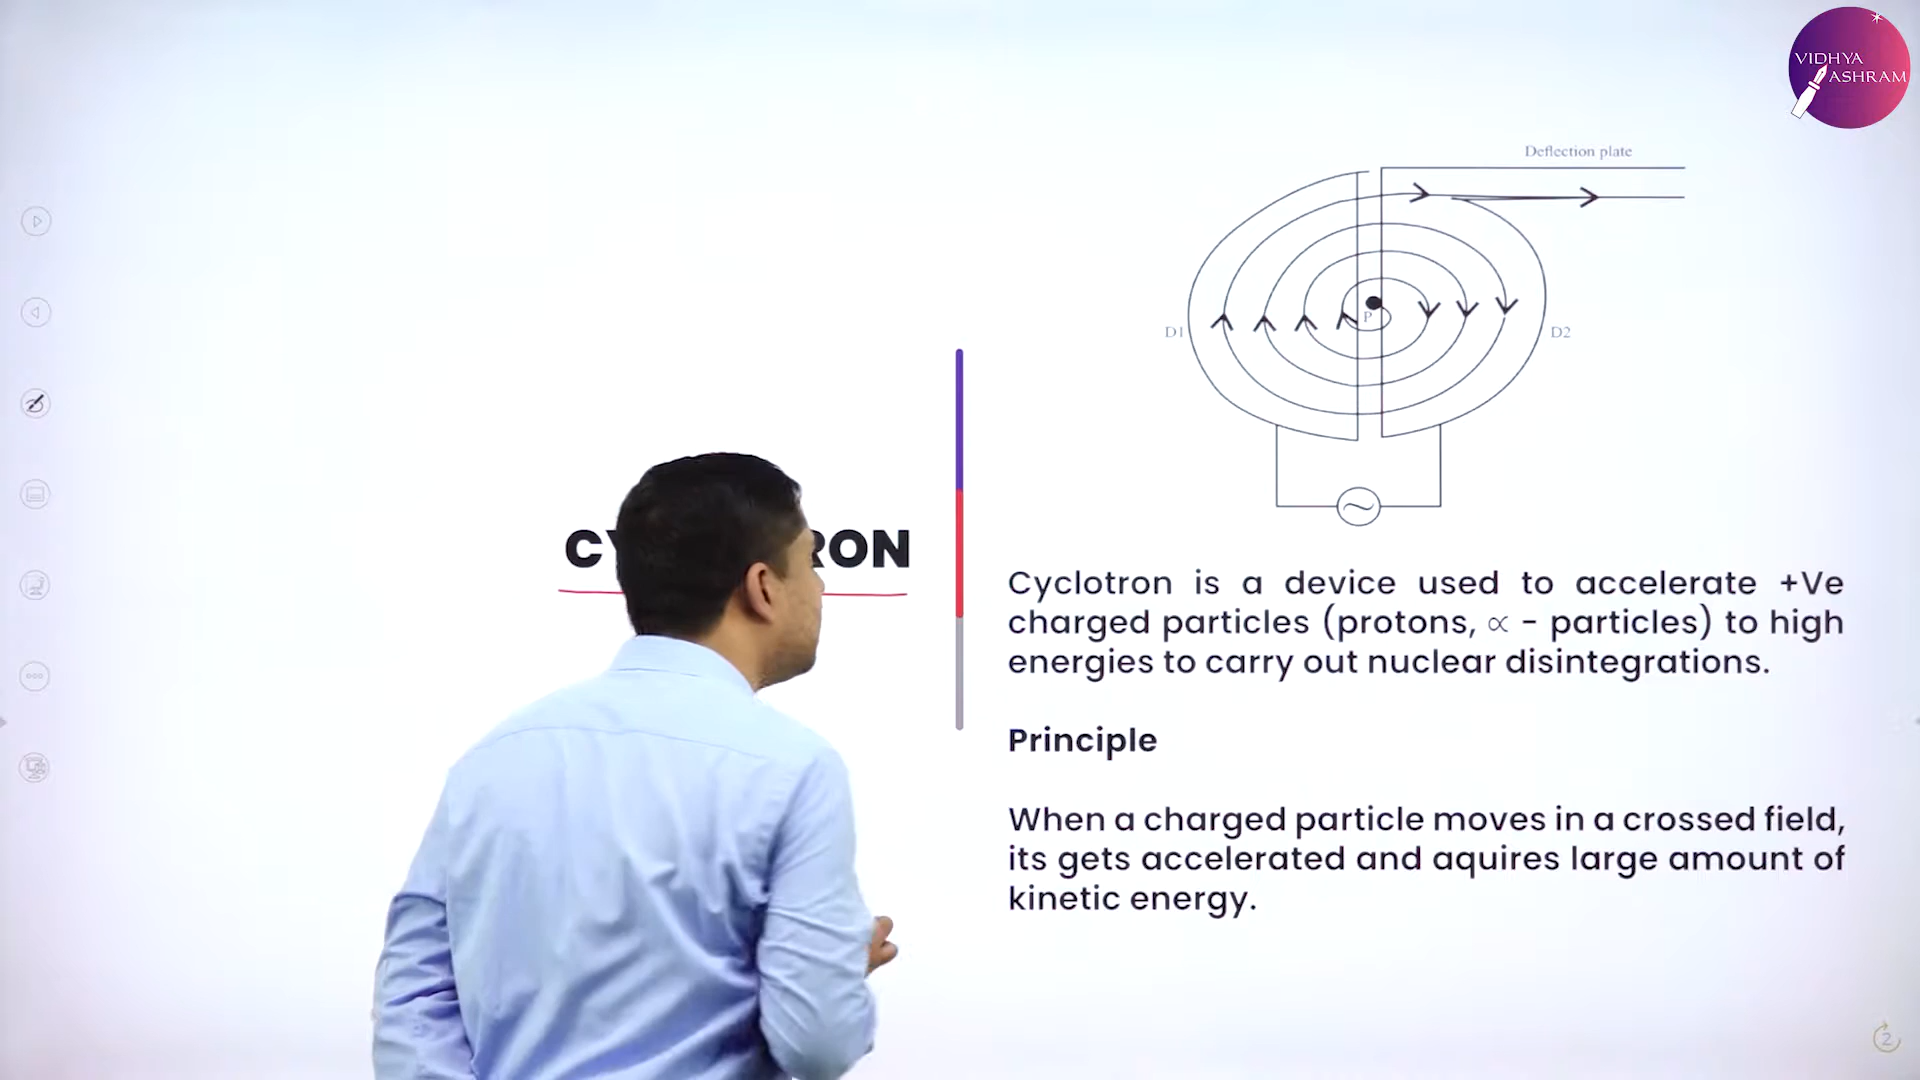 VIDHYA
ASHRAM
Deflection plate
P
D1
D2
Cyclotron is a device used to accelerate +Ve
charged particles (protons, ∝ - particles) to high
energies to carry out nuclear disintegrations.
Principle
When a charged particle moves in a crossed field,
its gets accelerated and aquires large amount of
kinetic energy.
2